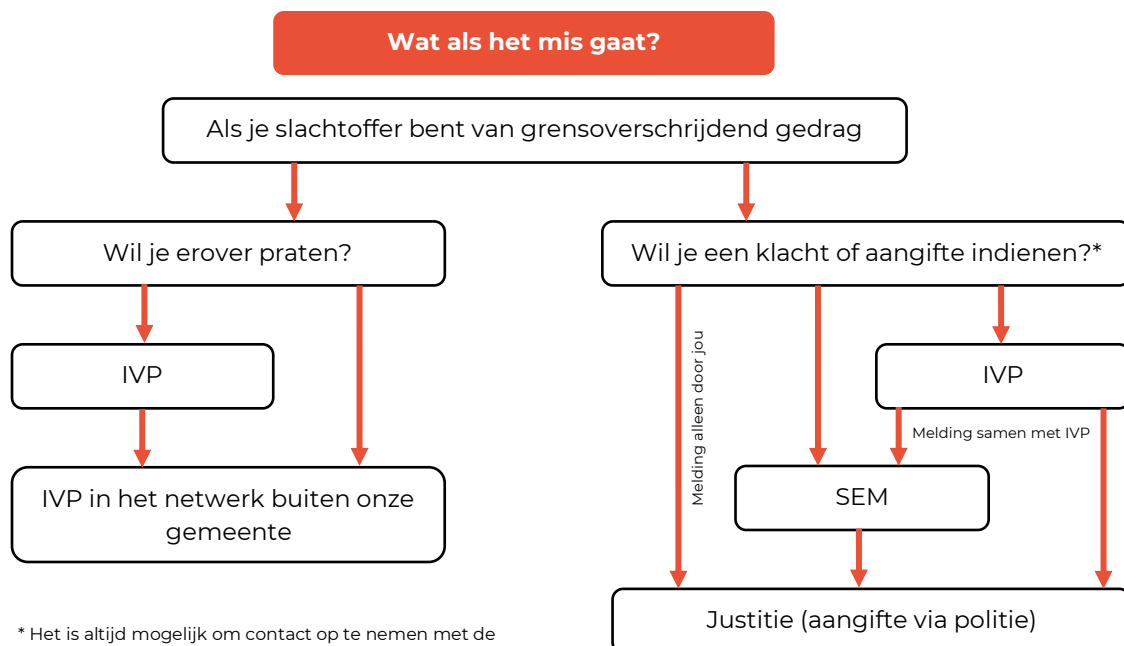 Wat als het mis gaat?
Als je slachtoffer bent van grensoverschrijdend gedrag
Wil je erover praten?
Wil je een klacht of aangifte indienen?*
IVP
IVP
Melding alleen door jou
Melding samen met IVP
IVP in het netwerk buiten onze
gemeente
SEM
Justitie (aangifte via politie)
* Het is altijd mogelijk om contact op te nemen met de